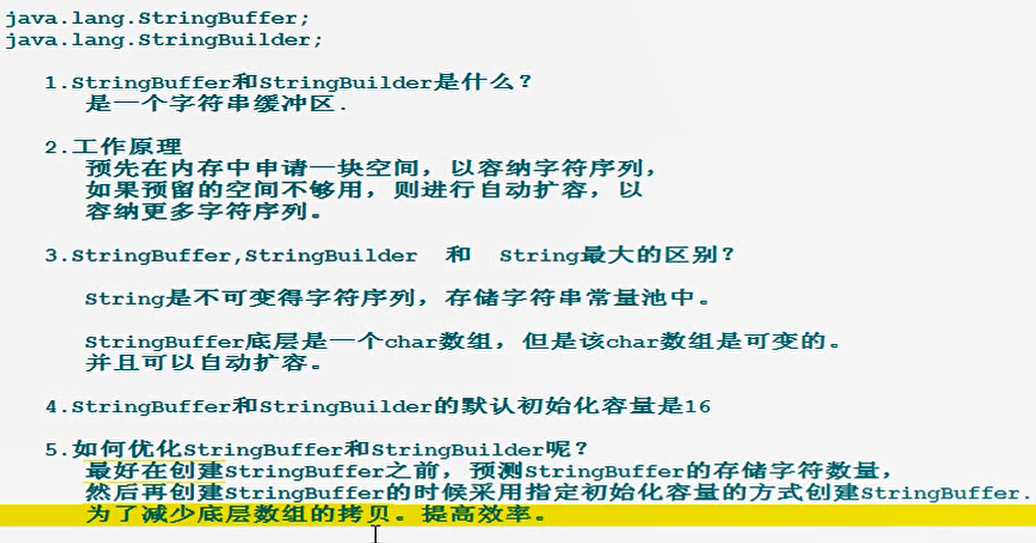 java.lang.StringBuffer;
java.lang.StringBuilder;
1.StringBuffer和StringBuilder是什么？
是一个字符串缓冲区.
2.工作原理
预先在内存中申请一块空间，以容纳字符序列，
如果预留的空间不够用，则进行自动扩容，以
容纳更多字符序列。
3.StringBuffer,StringBuilder 和 String最大的区别？
String是不可变得字符序列，存储字符串常量池中。
StringBuffer底层是一个char数组，但是该char数组是可变的。
并且可以自动扩容。
4.StringBuffer和StringBuilder的默认初始化容量是16
5.如何优化StringBuffer和StringBuilder呢？
最好在创建StringBuffer之前，预测StringBuffer的存储字符数量，
然后再创建StringBuffer的时候采用指定初始化容量的方式创建StringBuffer.
为了减少底层数组的拷贝。提高效率。